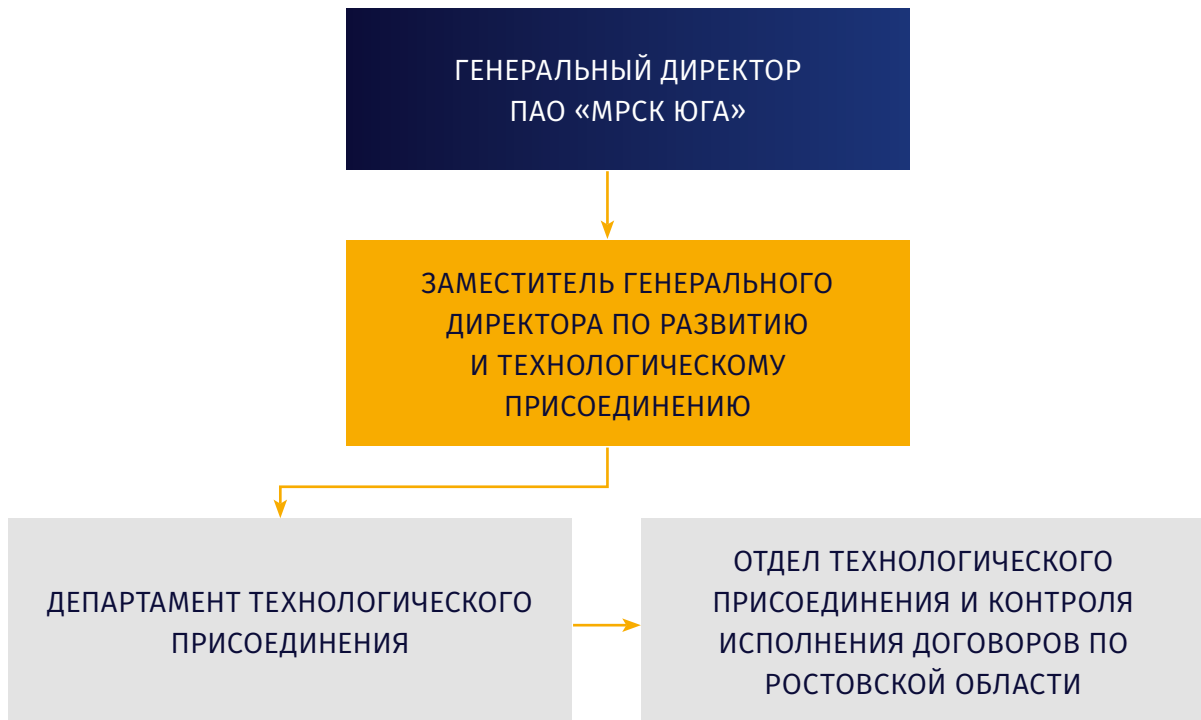 ГЕНЕРАЛЬНЫЙ ДИРЕКТОР
ПАО «МРСК ЮГА»
ЗАМЕСТИТЕЛЬ ГЕНЕРАЛЬНОГО
ДИРЕКТОРА ПО РАЗВИТИЮ
И ТЕХНОЛОГИЧЕСКОМУ
ПРИСОЕДИНЕНИЮ
ДЕПАРТАМЕНТ ТЕХНОЛОГИЧЕСКОГО
ПРИСОЕДИНЕНИЯ
ОТДЕЛ ТЕХНОЛОГИЧЕСКОГО
ПРИСОЕДИНЕНИЯ И КОНТРОЛЯ
ИСПОЛНЕНИЯ ДОГОВОРОВ ПО
РОСТОВСКОЙ ОБЛАСТИ